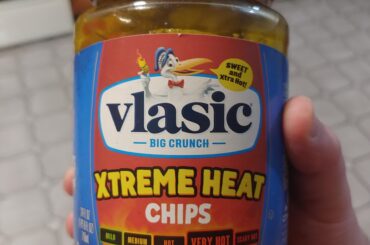 SWEET
and
Xtra Hot!
vlasic
BIG CRUNCH
XTREME HEAT
CHIPS
MILD MEDIUM HOT VERY HOT